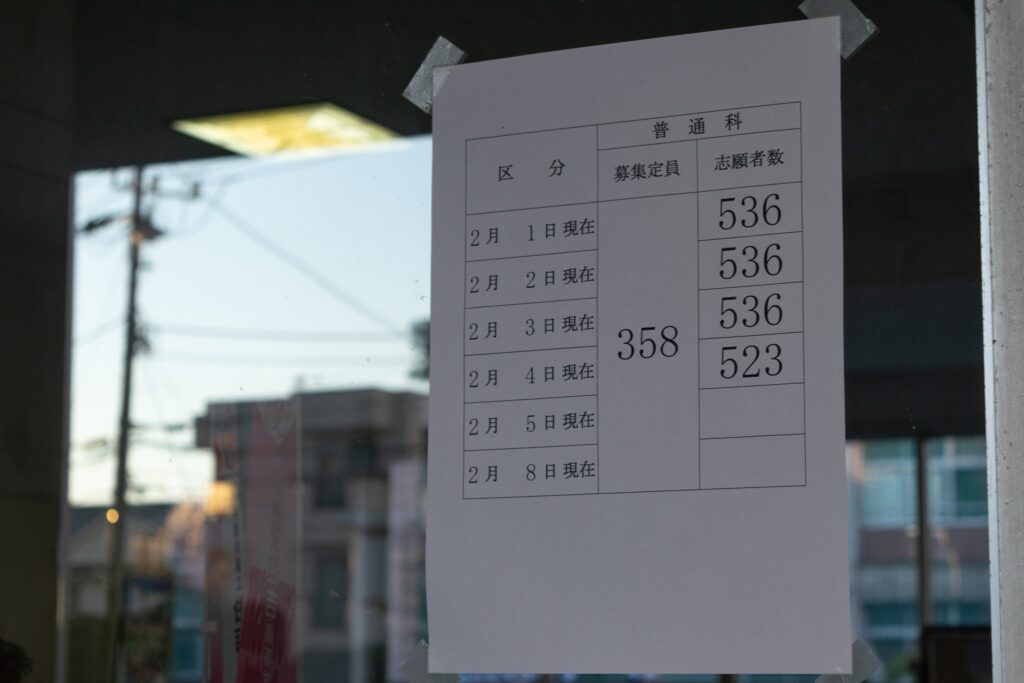 普通科
区分 募集定員 志願者数
2月 1日現在 536
2月 2日現在 536
2月 3日現在 358 536
2月 4日現在 523
2月 5日現在
2月 8日現在